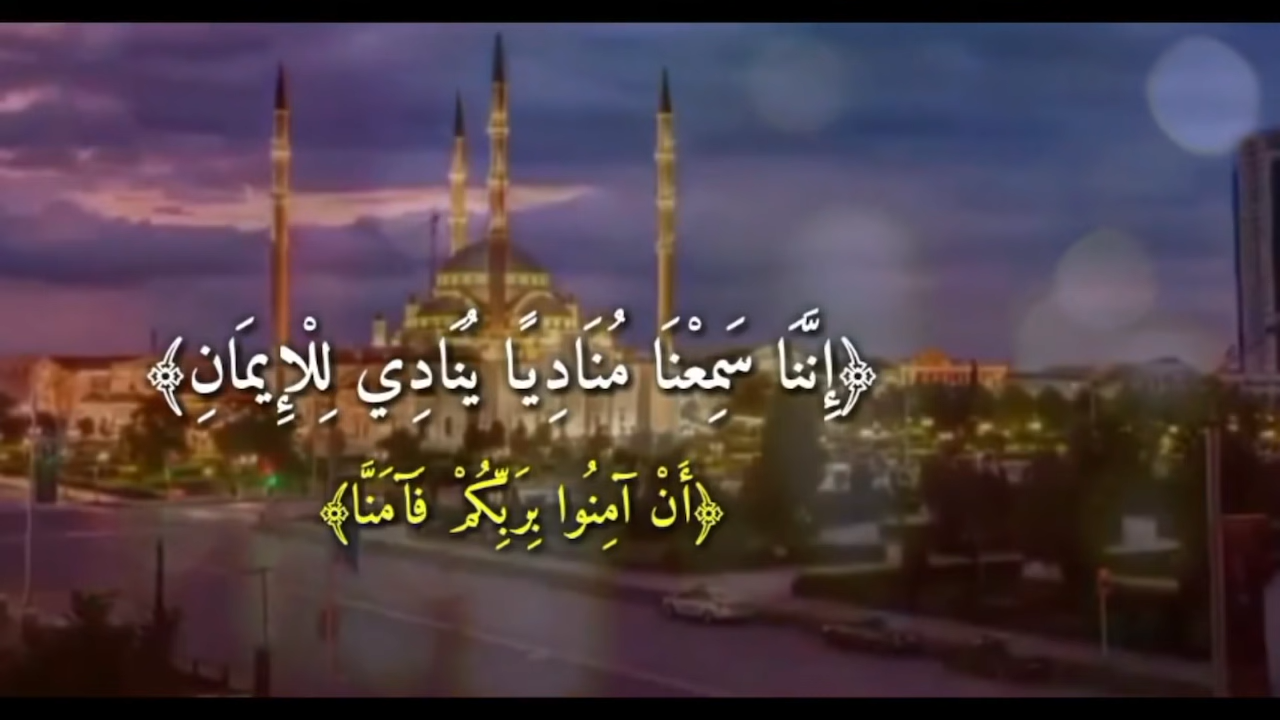 ﴿إِنَّنَا سَمِعْنَا مُنَادِيًا يُنَادِي لِلْإِيمَانِ﴾
﴿أَنْ آمِنُوا بِرَبِّكُمْ فَآمَنَّا﴾